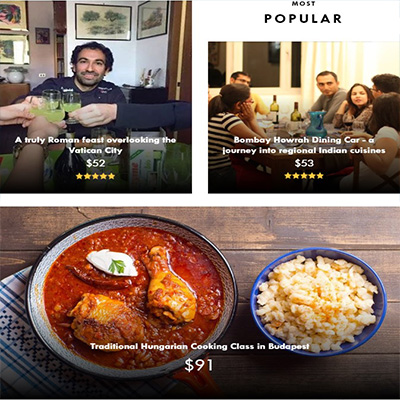 MOST
POPULAR
A truly Roman feast overlooking the
Vatican City
$52
Bombay Howrah Dining Car - a
journey into regional Indian cuisines
$53
Traditional Hungarian Cooking Class in Budapest
$91